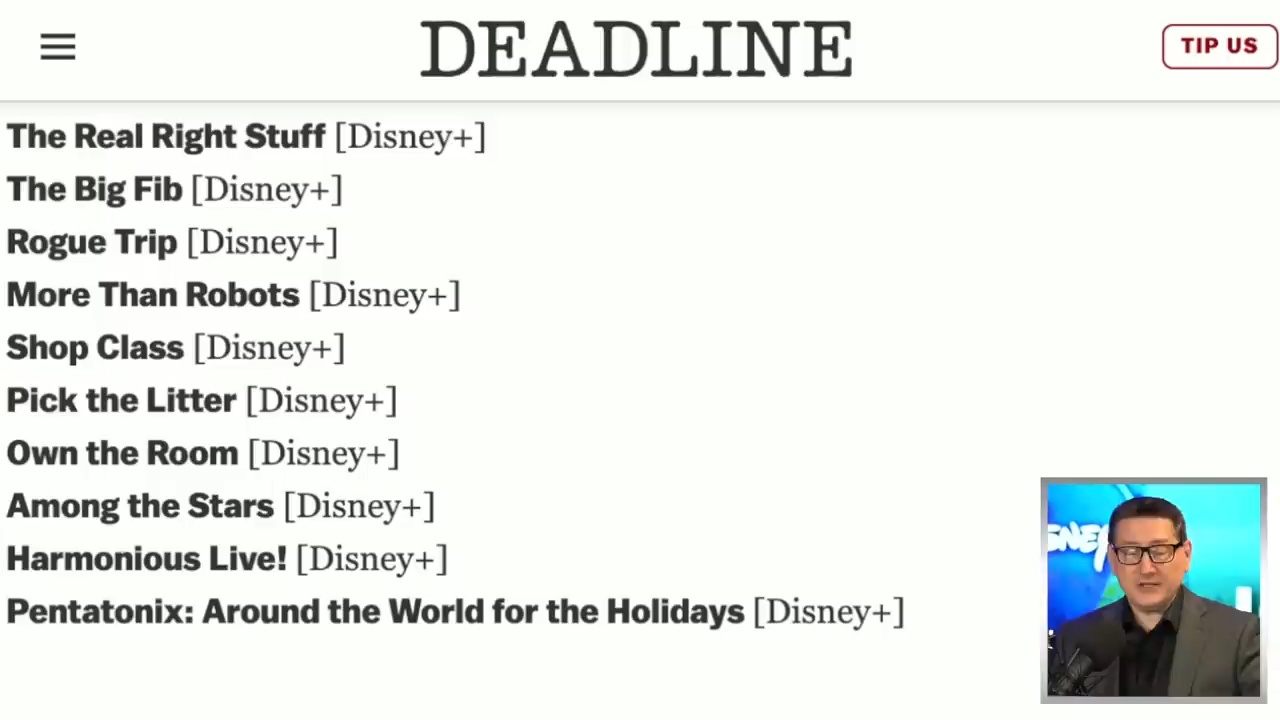 DEADLINE
TIP US
The Real Right Stuff [Disney+]
The Big Fib [Disney+]
Rogue Trip [Disney+]
More Than Robots [Disney+]
Shop Class [Disney+]
Pick the Litter [Disney+]
Own the Room [Disney+]
Among the Stars [Disney+]
Harmonious Live! [Disney+]
Pentatonix: Around the World for the Holidays [Disney+]